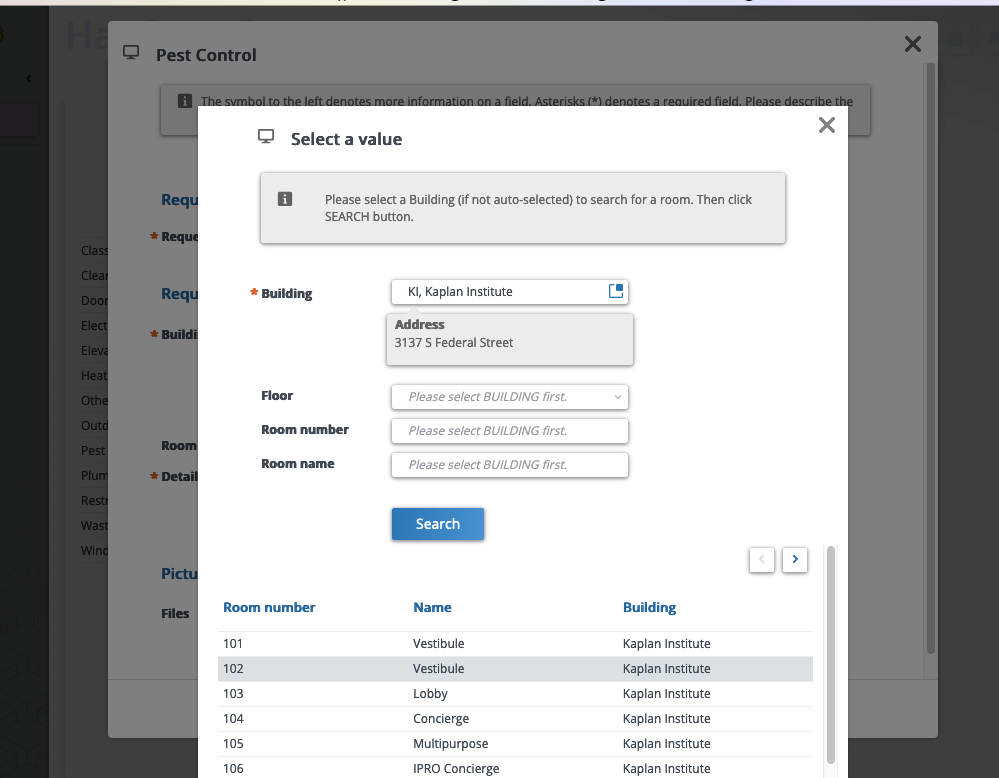 Ha
Pest Control
The symbol to the left denotes more information on a field. Asterisks (*) denotes a required field. Please describe the
Select a value
Please select a Building (if not auto-selected) to search for a room. Then click
SEARCH button.
Requ
* Reque
Requ
* Buildi
Room
* Detail
Pictu
Files
Class
Clear
Door
Elect
Eleva
Heat
Othe
Outd
Pest
Plum
Restr
Wast
Wind
* Building
KI, Kaplan Institute
Address
3137 S Federal Street
Floor
Please select BUILDING first.
Room number
Please select BUILDING first.
Room name
Please select BUILDING first.
Search
Room number Name Building
101 Vestibule Kaplan Institute
102 Vestibule Kaplan Institute
103 Lobby Kaplan Institute
104 Concierge Kaplan Institute
105 Multipurpose Kaplan Institute
106 IPRO Concierge Kaplan Institute